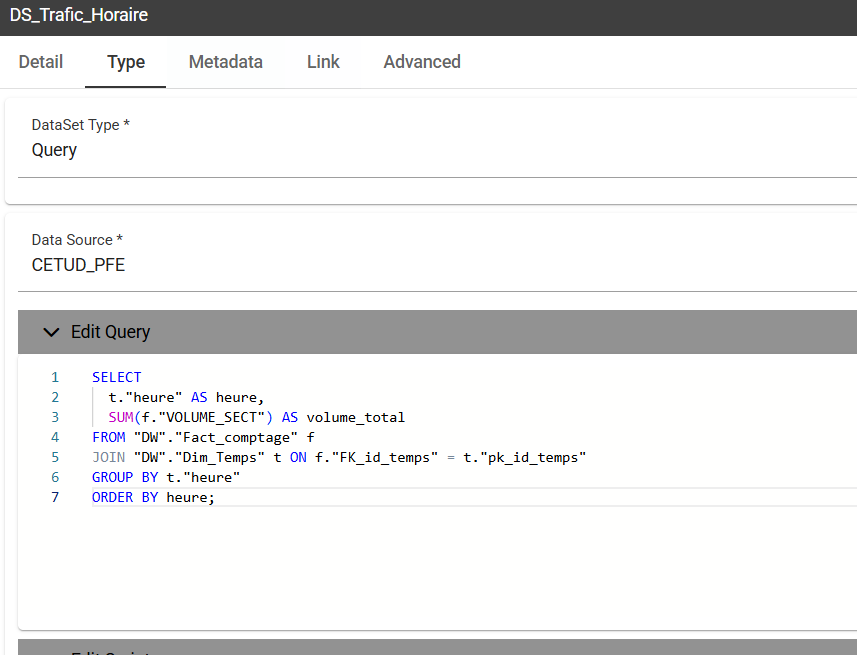 DS_Trafic_Horaire
Detail Type Metadata Link Advanced
DataSet Type *
Query
Data Source *
CETUD_PFE
Edit Query
1 SELECT
2 t."heure" AS heure,
3 SUM(f."VOLUME_SECT") AS volume_total
4 FROM "DW"."Fact_comptage" f
5 JOIN "DW"."Dim_Temps" t ON f."FK_id_temps" = t."pk_id_temps"
6 GROUP BY t."heure"
7 ORDER BY heure;